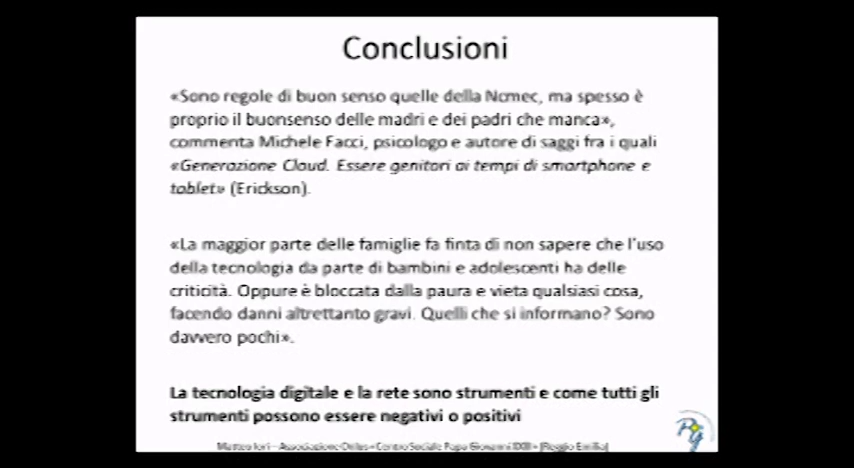 Conclusioni
«Sono regole di buon senso quelle della Ncmec, ma spesso è
proprio il buonsenso delle madri e dei padri che manca»,
commenta Michele Facci, psicologo e autore di saggi fra i quali
«Generazione Cloud. Essere genitori ai tempi di smartphone e
tablet» (Erickson).
«La maggior parte delle famiglie fa finta di non sapere che l'uso
della tecnologia da parte di bambini e adolescenti ha delle
criticità. Oppure è bloccata dalla paura e vieta qualsiasi cosa,
facendo danni altrettanto gravi. Quelli che si informano? Sono
davvero pochi».
La tecnologia digitale e la rete sono strumenti e come tutti gli
strumenti possono essere negativi o positivi
Matteo Iori – Associazione Onlus «Centro Sociale Papa Giovanni XXIII» (Reggio Emilia)